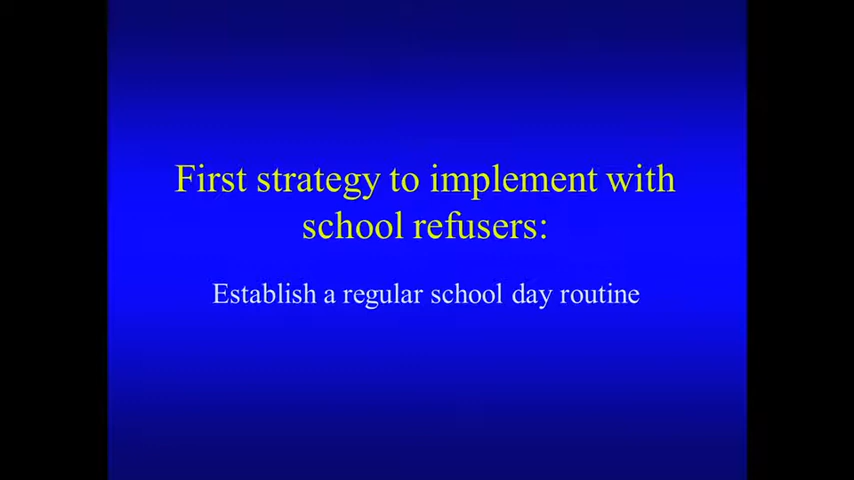 First strategy to implement with
school refusers:
Establish a regular school day routine